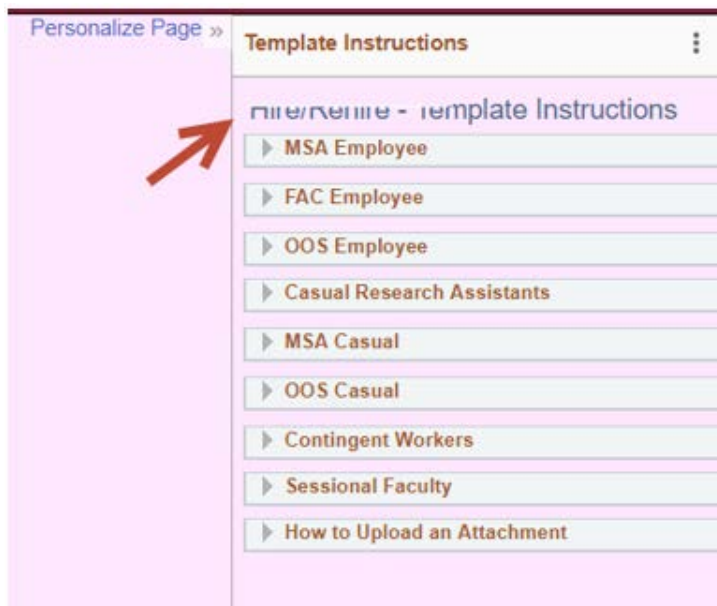 Personalize Page »
Template Instructions
Hire/Rehire - Template Instructions
MSA Employee
FAC Employee
OOS Employee
Casual Research Assistants
MSA Casual
OOS Casual
Contingent Workers
Sessional Faculty
How to Upload an Attachment